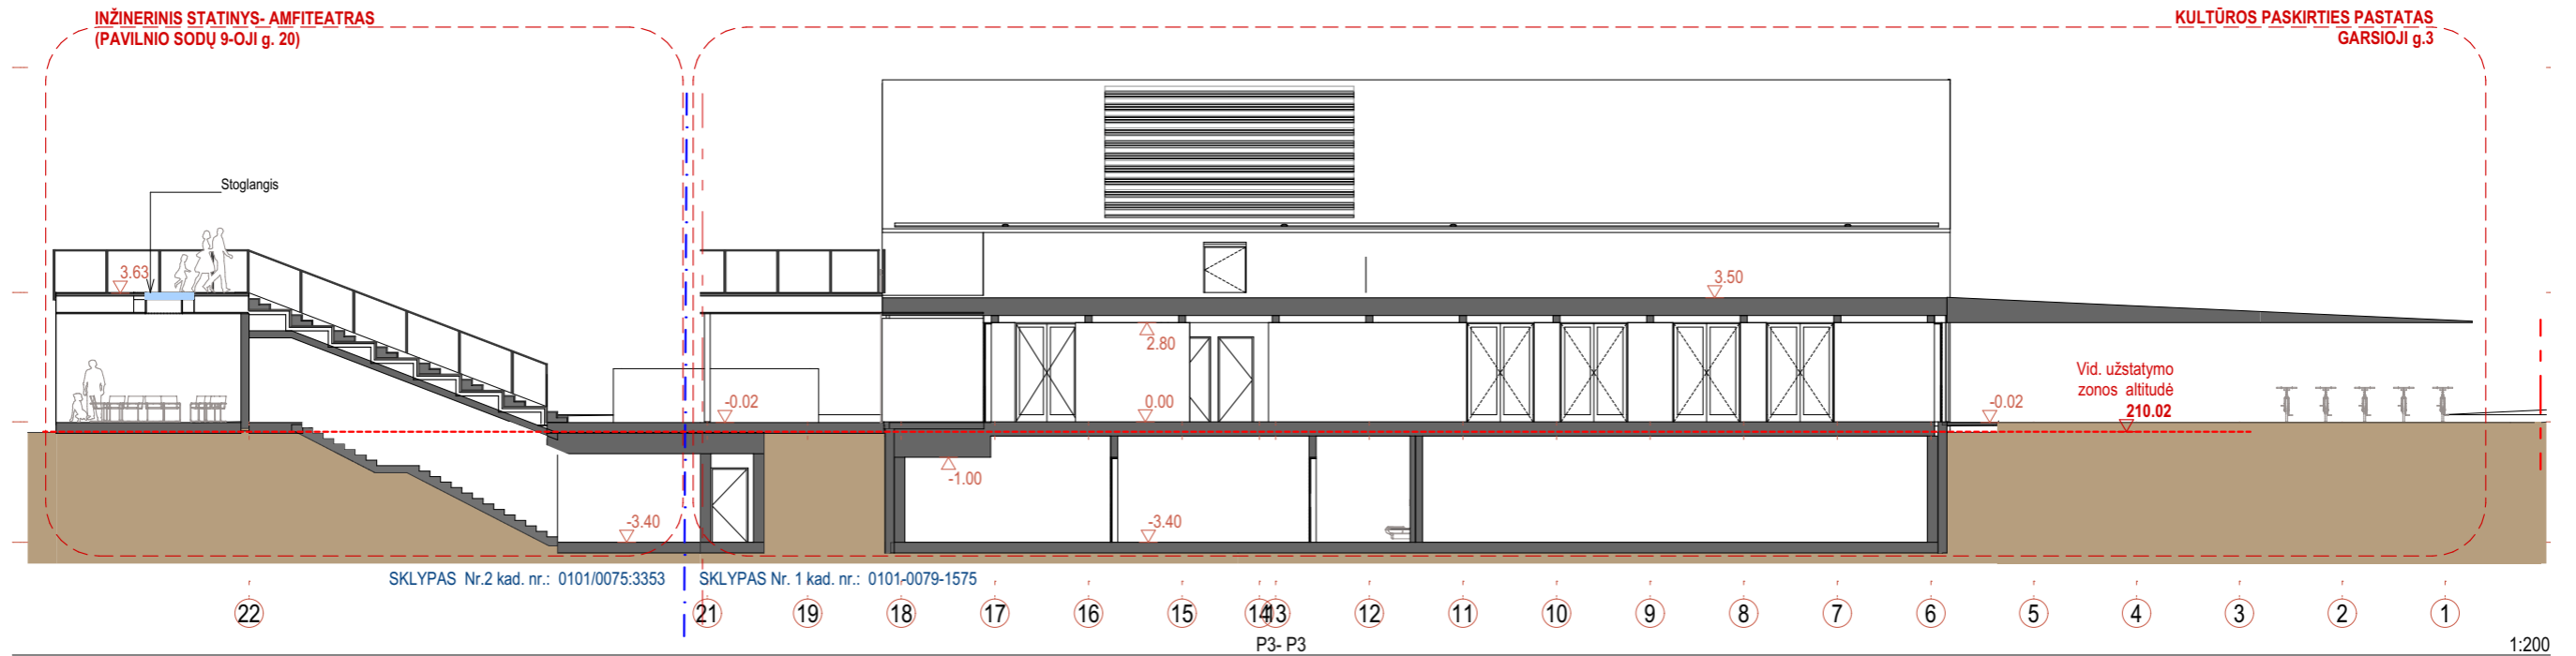 INŽINERINIS STATINYS- AMFITEATRAS
(PAVILNIO SODŲ 9-OJI g. 20)
KULTŪROS PASKIRTIES PASTATAS
GARSIOJI g.3
Stoglangis
3.63
3.50
2.80
0.00
-0.02
Vid. užstatymo
zonos altitudė
210.02
-0.02
-1.00
-3.40
-3.40
SKLYPAS Nr.2 kad. nr.: 0101/0075:3353
SKLYPAS Nr. 1 kad. nr.: 0101-0079-1575
22 21 19 18 17 16 15 14 13 12 11 10 9 8 7 6 5 4 3 2 1
P3- P3
1:200